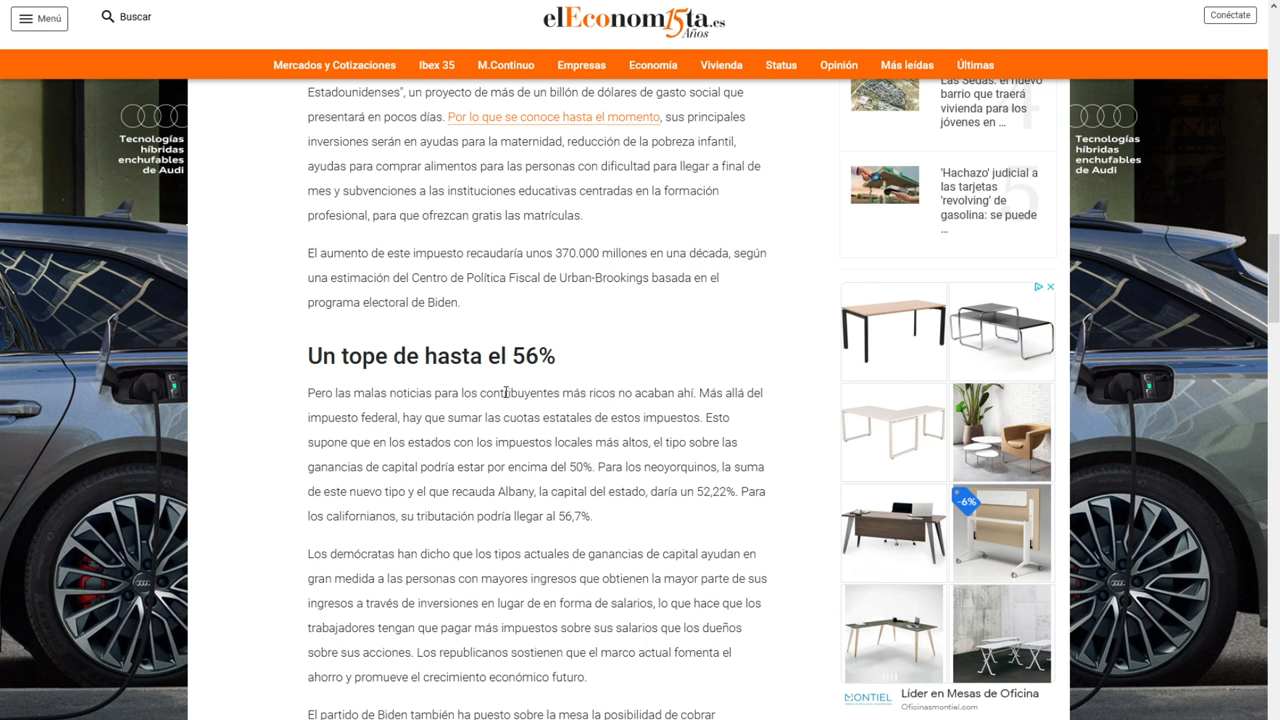 Menú
Buscar
elEconom15ta.es
Años
Conéctate
Mercados y Cotizaciones Ibex 35 M.Continuo Empresas Economía Vivienda Status Opinión Más leídas Últimas
Tecnologías
híbridas
enchufables
de Audi
Estadounidenses", un proyecto de más de un billón de dólares de gasto social que
presentará en pocos días. Por lo que se conoce hasta el momento, sus principales
inversiones serán en ayudas para la maternidad, reducción de la pobreza infantil,
ayudas para comprar alimentos para las personas con dificultad para llegar a final de
mes y subvenciones a las instituciones educativas centradas en la formación
profesional, para que ofrezcan gratis las matrículas.
El aumento de este impuesto recaudaría unos 370.000 millones en una década, según
una estimación del Centro de Política Fiscal de Urban-Brookings basada en el
programa electoral de Biden.
Un tope de hasta el 56%
Pero las malas noticias para los contribuyentes más ricos no acaban ahí. Más allá del
impuesto federal, hay que sumar las cuotas estatales de estos impuestos. Esto
supone que en los estados con los impuestos locales más altos, el tipo sobre las
ganancias de capital podría estar por encima del 50%. Para los neoyorquinos, la suma
de este nuevo tipo y el que recauda Albany, la capital del estado, daría un 52,22%. Para
los californianos, su tributación podría llegar al 56,7%.
Los demócratas han dicho que los tipos actuales de ganancias de capital ayudan en
gran medida a las personas con mayores ingresos que obtienen la mayor parte de sus
ingresos a través de inversiones en lugar de en forma de salarios, lo que hace que los
trabajadores tengan que pagar más impuestos sobre sus salarios que los dueños
sobre sus acciones. Los republicanos sostienen que el marco actual fomenta el
ahorro y promueve el crecimiento económico futuro.
El partido de Biden también ha puesto sobre la mesa la posibilidad de cobrar
Las Sedas: el nuevo
barrio que traerá
vivienda para los
jóvenes en ...
4
'Hachazo' judicial a
las tarjetas
'revolving' de
gasolina: se puede
...
5
-6%
MONTIEL
Líder en Mesas de Oficina
Oficinasmontiel.com
Tecnologías
híbridas
enchufables
de Audi